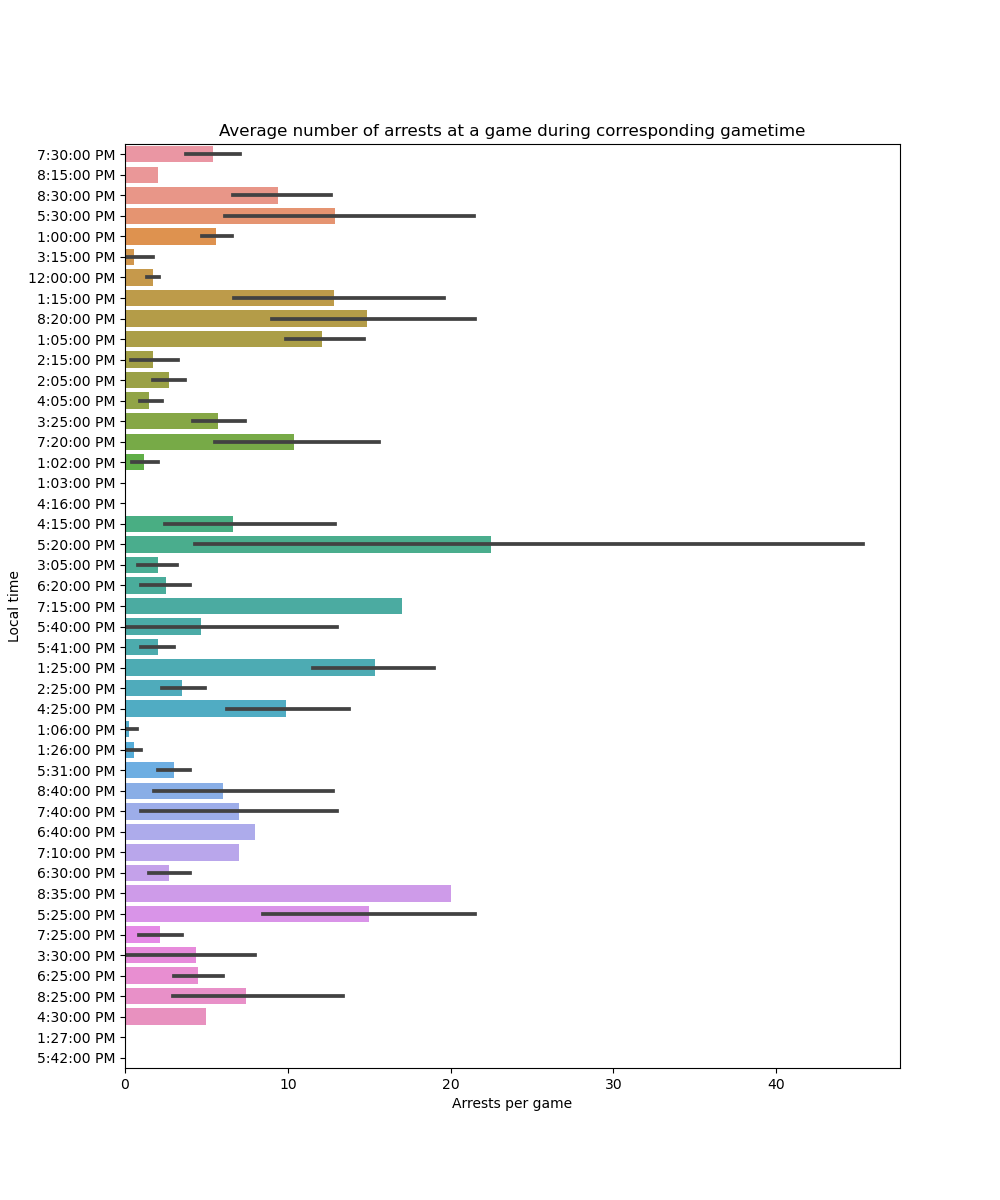 Average number of arrests at a game during corresponding gametime
7:30:00 PM
8:15:00 PM
8:30:00 PM
5:30:00 PM
1:00:00 PM
3:15:00 PM
12:00:00 PM
1:15:00 PM
8:20:00 PM
1:05:00 PM
2:15:00 PM
2:05:00 PM
4:05:00 PM
3:25:00 PM
7:20:00 PM
1:02:00 PM
1:03:00 PM
4:16:00 PM
4:15:00 PM
5:20:00 PM
3:05:00 PM
6:20:00 PM
7:15:00 PM
5:40:00 PM
5:41:00 PM
1:25:00 PM
2:25:00 PM
4:25:00 PM
1:06:00 PM
1:26:00 PM
5:31:00 PM
8:40:00 PM
7:40:00 PM
6:40:00 PM
7:10:00 PM
6:30:00 PM
8:35:00 PM
5:25:00 PM
7:25:00 PM
3:30:00 PM
6:25:00 PM
8:25:00 PM
4:30:00 PM
1:27:00 PM
5:42:00 PM
Local time
0 10 20 30 40
Arrests per game